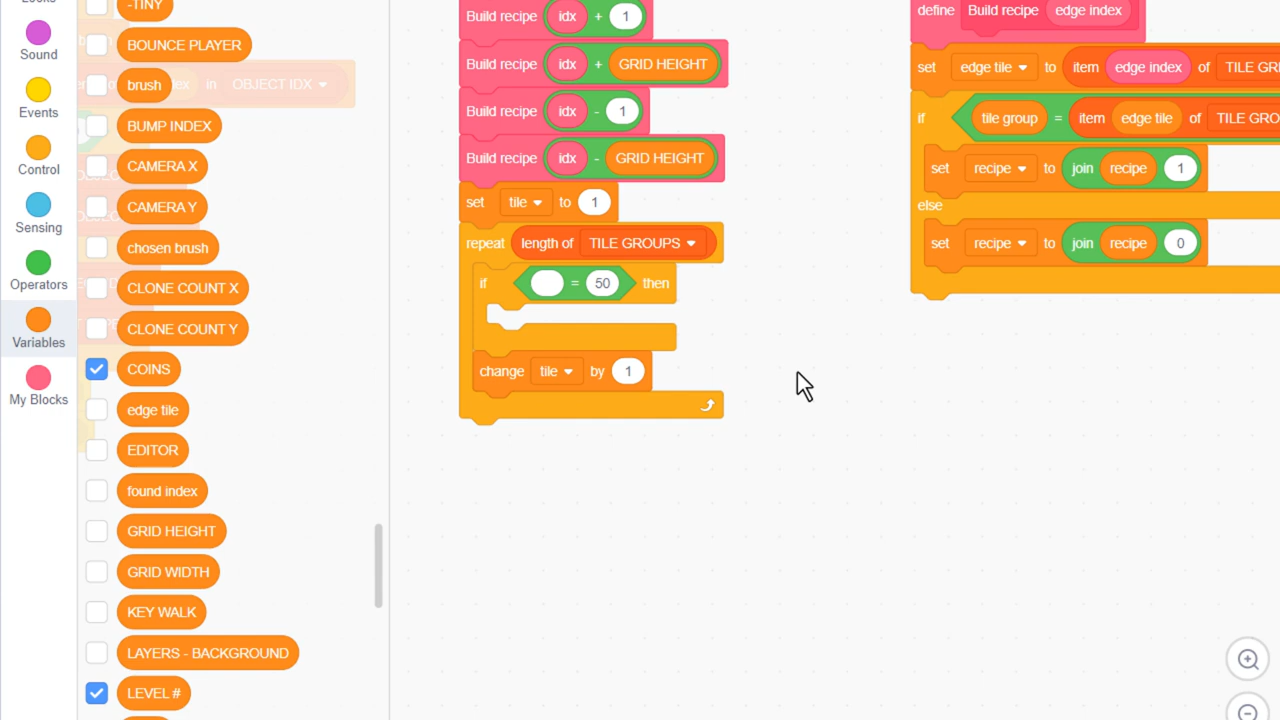 Sound
Events
Control
Sensing
Operators
Variables
My Blocks
-TINY
BOUNCE PLAYER
brush
BUMP INDEX
CAMERA X
CAMERA Y
chosen brush
CLONE COUNT X
CLONE COUNT Y
COINS
edge tile
EDITOR
found index
GRID HEIGHT
GRID WIDTH
KEY WALK
LAYERS - BACKGROUND
LEVEL #
in OBJECT IDX
Build recipe idx + 1
Build recipe idx + GRID HEIGHT
Build recipe idx - 1
Build recipe idx - GRID HEIGHT
set tile to 1
repeat length of TILE GROUPS
if = 50 then
change tile by 1
define Build recipe edge index
set edge tile to item edge index of TILE
if tile group = item edge tile of TILE
set recipe to join recipe 1
else
set recipe to join recipe 0